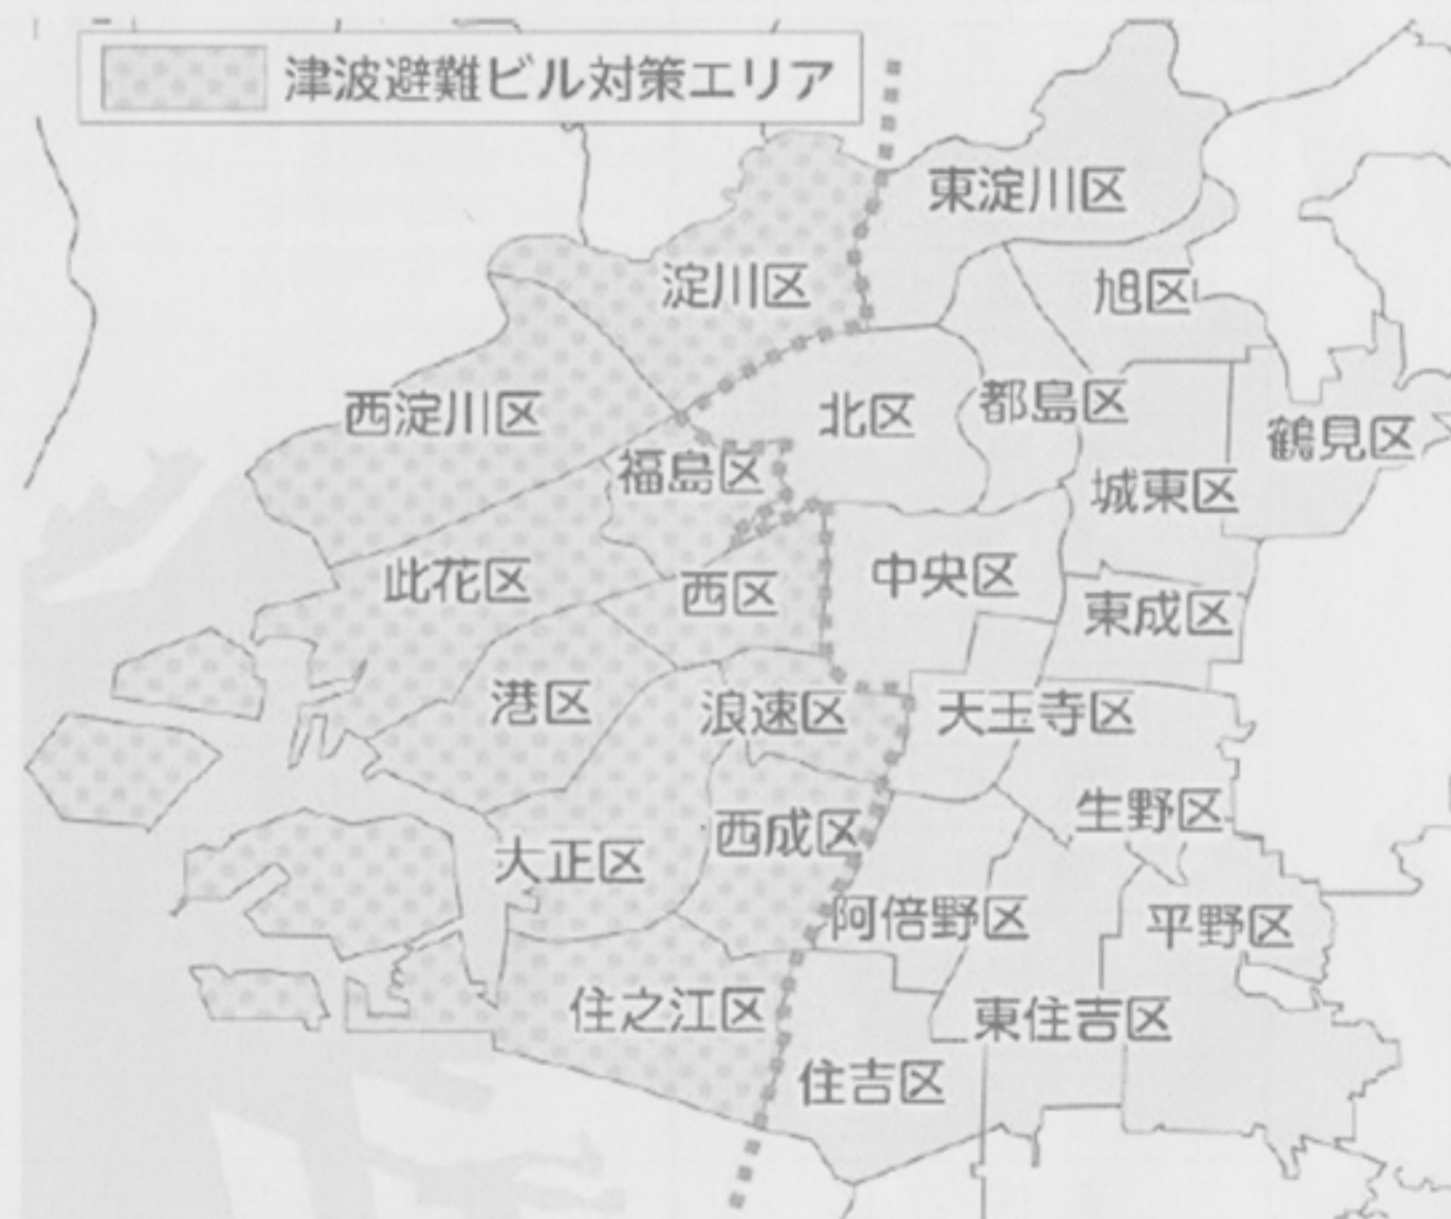 津波避難ビル対策エリア
東淀川区
淀川区
旭区
西淀川区
北区
都島区
鶴見区
福島区
城東区
此花区
西区
中央区
東成区
港区
浪速区
天王寺区
大正区
西成区
生野区
阿倍野区
平野区
住之江区
東住吉区
住吉区